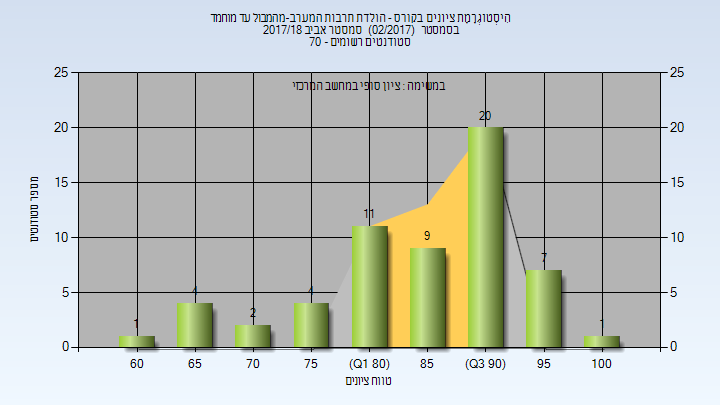 הִיסְטוֹגְרָמַת ציונים בקורס - הולדת תרבות המערב-מהמבול עד מוחמד
בסמסטר (02/2017) סמסטר אביב 2017/18
סטודנטים רשומים - 70
במשימה : ציון סופי במחשב המרכזי
25 25
20 20
15 15
10 10
5 5
0 0
1 4 2 4 11 9 20 7 1
60 65 70 75 (Q1 80) 85 (Q3 90) 95 100
טווח ציונים
מספר סטודנטים